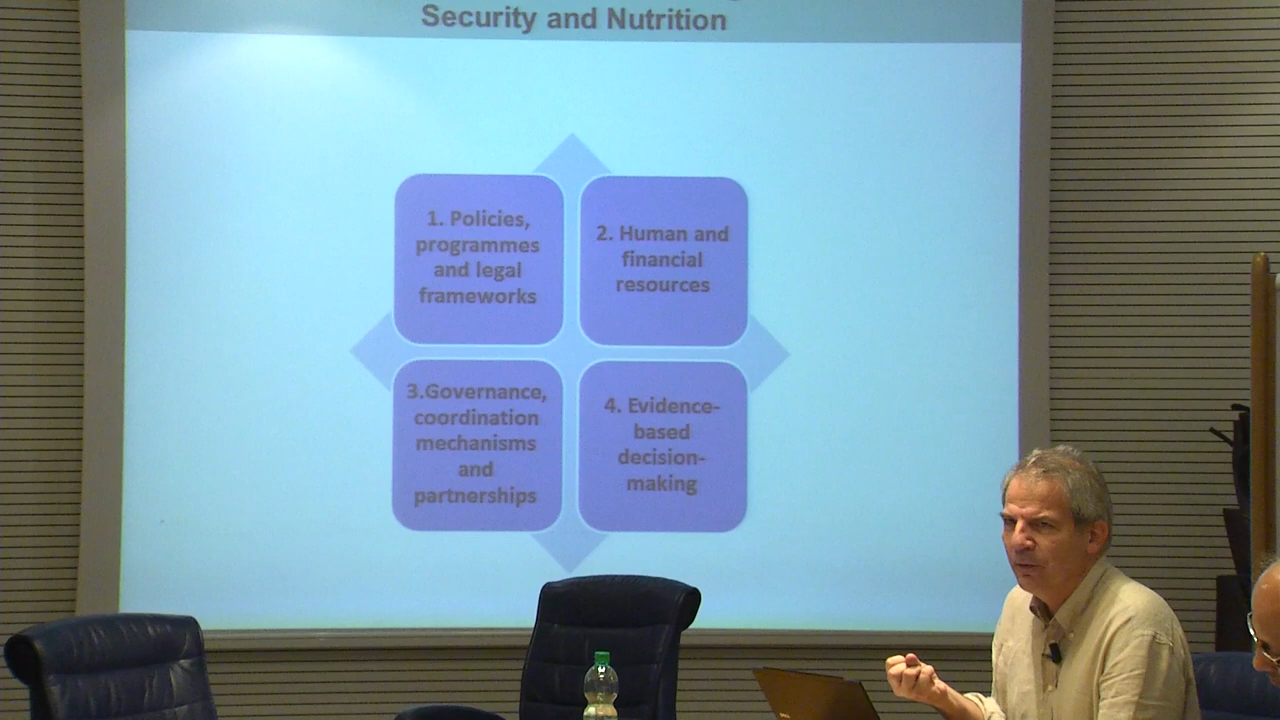 Security and Nutrition
1. Policies,
programmes
and legal
frameworks
2. Human and
financial
resources
3.Governance,
coordination
mechanisms
and
partnerships
4. Evidence-
based
decision-
making